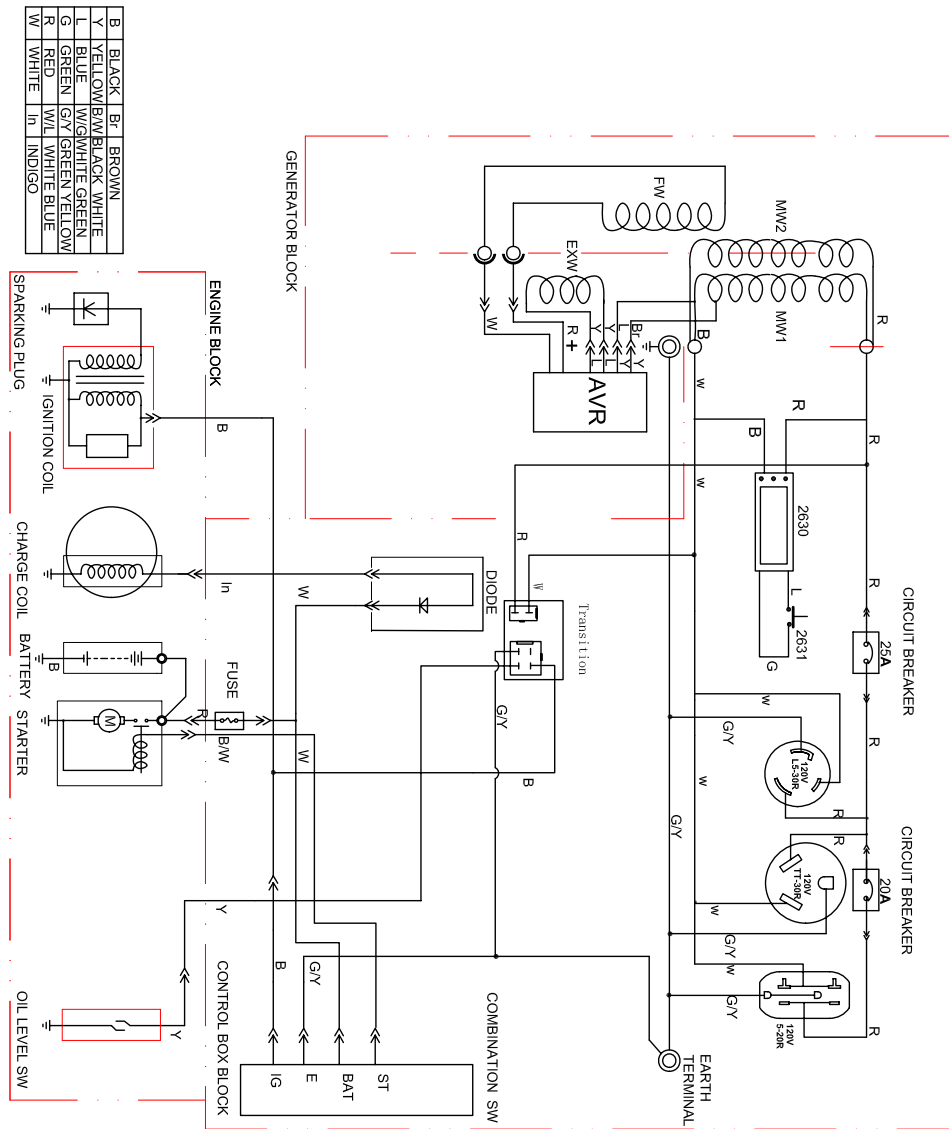 B BLACK Br BROWN
Y YELLOW B/W BLACK WHITE
L BLUE W/G WHITE GREEN
G GREEN G/Y GREEN YELLOW
R RED W/L WHITE BLUE
W WHITE In INDIGO
GENERATOR BLOCK
FW
EXW
MW2
MW1
R
W
R
+
Y
Y
L
Br
L
L
Y
Y
AVR
B
W
R
B
R
W
R
2630
L
2631
G
R
CIRCUIT BREAKER
25A
R
W
G/Y
120V
L5-30R
R
W
G/Y
CIRCUIT BREAKER
20A
R
120V
TT-30R
W
G/Y
W
G/Y
120V
5-20R
R
EARTH
TERMINAL
ENGINE BLOCK
SPARKING PLUG
IGNITION COIL
B
CHARGE COIL
In
W
DIODE
R
W
Transition
G/Y
B
BATTERY
B
STARTER
M
R
FUSE
B/W
W
OIL LEVEL SW
Y
Y
CONTROL BOX BLOCK
B
G/Y
COMBINATION SW
IG
E
BAT
ST